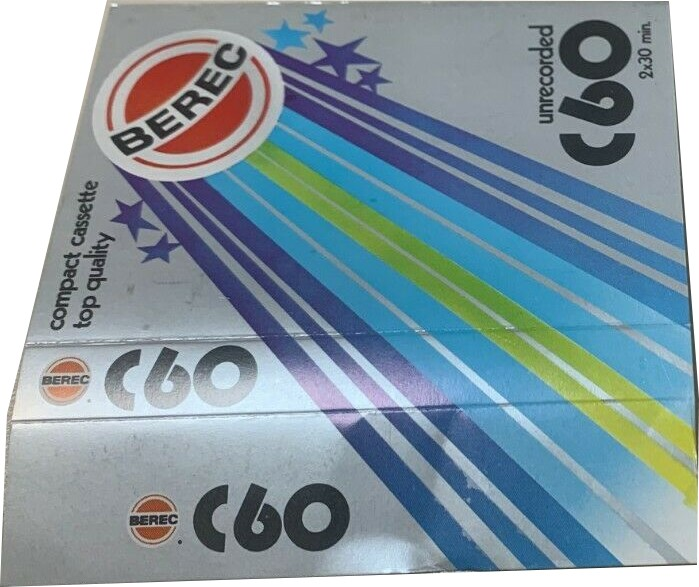 BEREC
unrecorded
C60
2x30 min.
compact cassette
top quality
BEREC
C60
BEREC
C60